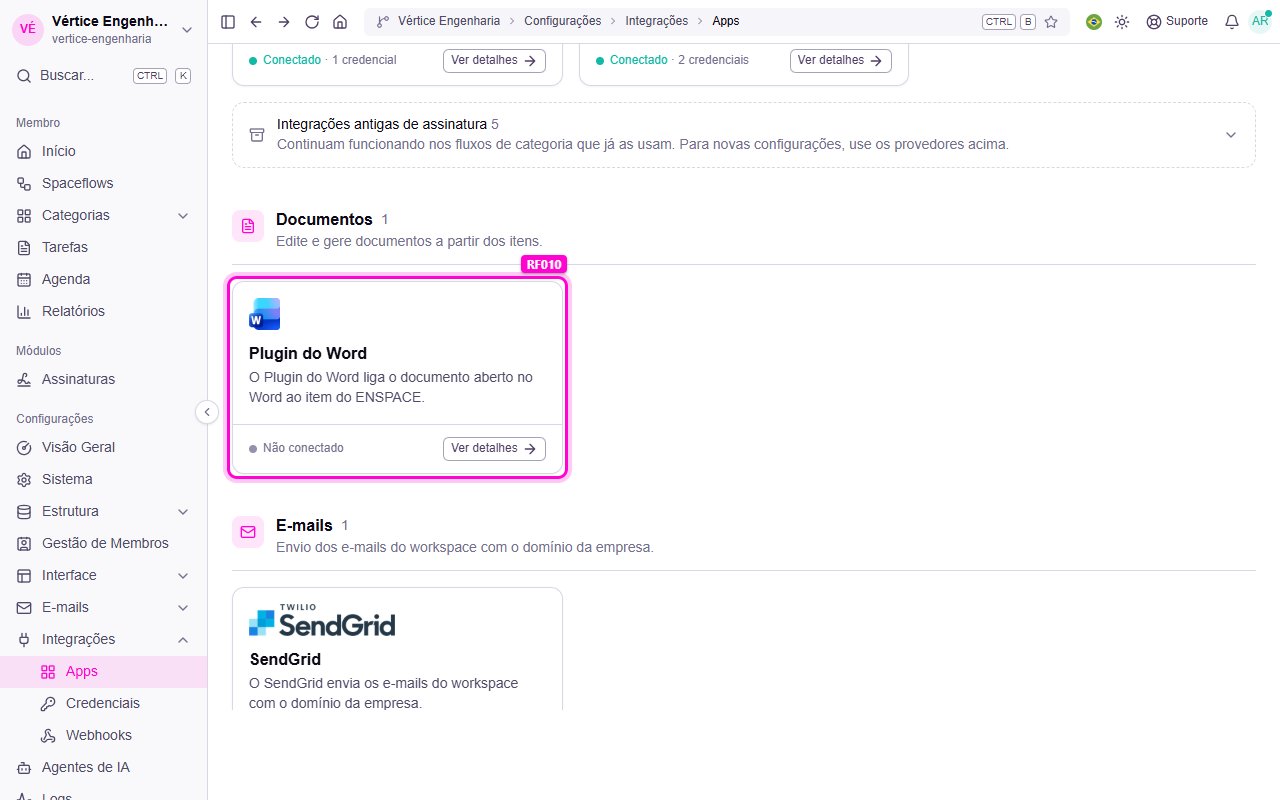 VÉ
Vértice Engenh...
vertice-engenharia
Buscar...
CTRL K
Membro
Início
Spaceflows
Categorias
Tarefas
Agenda
Relatórios
Módulos
Assinaturas
Configurações
Visão Geral
Sistema
Estrutura
Gestão de Membros
Interface
E-mails
Integrações
Apps
Credenciais
Webhooks
Agentes de IA
Logs
Vértice Engenharia > Configurações > Integrações > Apps
CTRL B
Suporte
AR
Conectado · 1 credencial
Ver detalhes
Conectado · 2 credenciais
Ver detalhes
Integrações antigas de assinatura 5
Continuam funcionando nos fluxos de categoria que já as usam. Para novas configurações, use os provedores acima.
Documentos 1
Edite e gere documentos a partir dos itens.
RF010
W
Plugin do Word
O Plugin do Word liga o documento aberto no
Word ao item do ENSPACE.
Não conectado
Ver detalhes
E-mails 1
Envio dos e-mails do workspace com o domínio da empresa.
TWILIO
SendGrid
SendGrid
O SendGrid envia os e-mails do workspace
com o domínio da empresa.